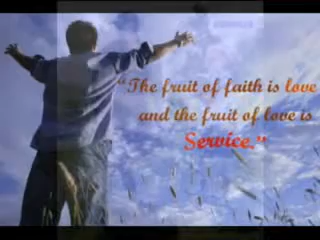 “The fruit of faith is love
and the fruit of love is
Service.”